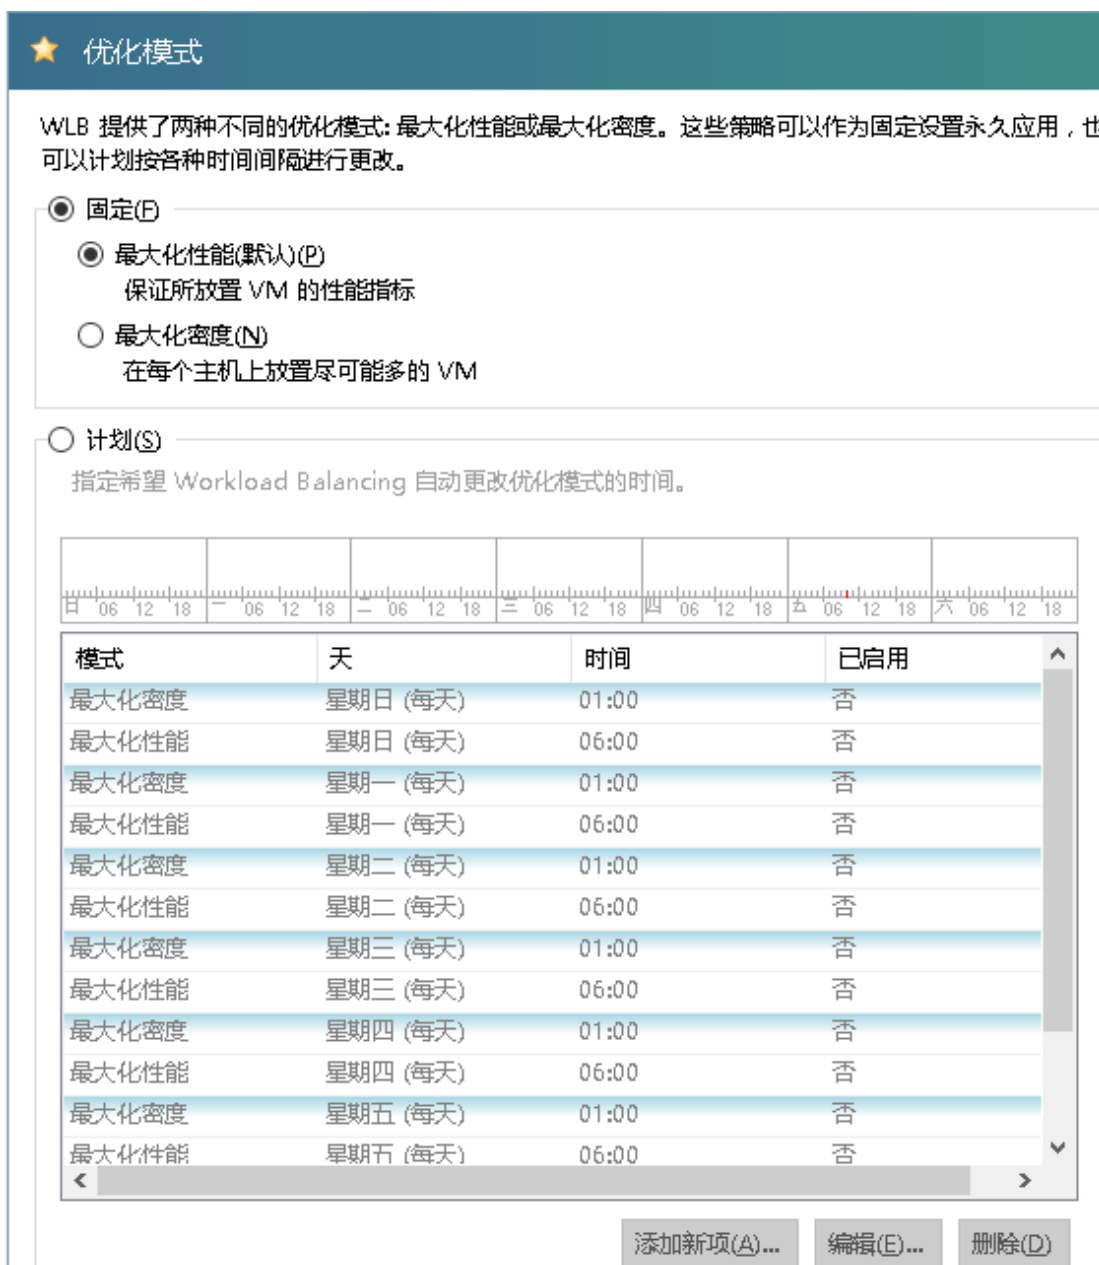 优化模式
WLB 提供了两种不同的优化模式: 最大化性能或最大化密度。这些策略可以作为固定设置永久应用，也
可以计划按各种时间间隔进行更改。
固定(F)
最大化性能(默认)(P)
保证所放置 VM 的性能指标
最大化密度(N)
在每个主机上放置尽可能多的 VM
计划(S)
指定希望 Workload Balancing 自动更改优化模式的时间。
日 06 12 18 一 06 12 18 二 06 12 18 三 06 12 18 四 06 12 18 五 06 12 18 六 06 12 18
模式 天 时间 已启用
最大化密度 星期日 (每天) 01:00 否
最大化性能 星期日 (每天) 06:00 否
最大化密度 星期一 (每天) 01:00 否
最大化性能 星期一 (每天) 06:00 否
最大化密度 星期二 (每天) 01:00 否
最大化性能 星期二 (每天) 06:00 否
最大化密度 星期三 (每天) 01:00 否
最大化性能 星期三 (每天) 06:00 否
最大化密度 星期四 (每天) 01:00 否
最大化性能 星期四 (每天) 06:00 否
最大化密度 星期五 (每天) 01:00 否
最大化性能 星期五 (每天) 06:00 否
添加新项(A)... 编辑(E)... 删除(D)